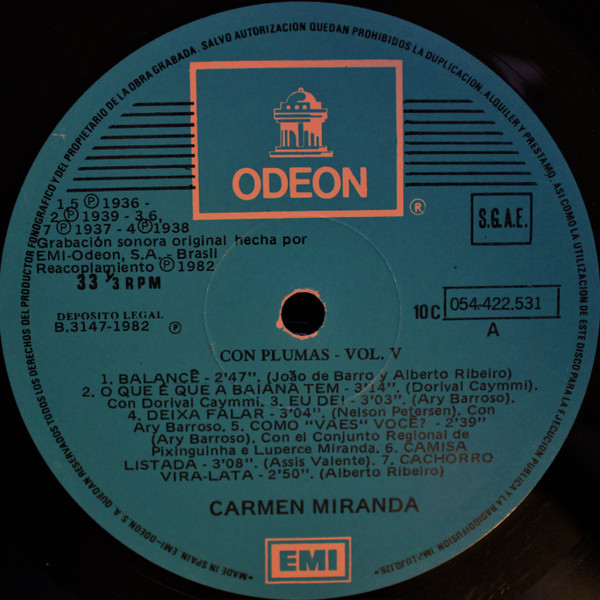 FONOGRAFICO Y DEL PROPIETARIO DE LA OBRA GRABADA. SALVO AUTORIZACION QUEDAN PROHIBIDOS LA DUPLICACION, ALQUILER Y PRESTAMO, ASI COMO LA UTILIZACION DE ESTE DISCO PARA LA EJECUCION PUBLICA Y LA RADIODIFUSION.
ODEON
®
S.G.A.E.
1.5 Ⓟ 1936 -
2 Ⓟ 1939 - 3.6,
7 Ⓟ 1937 - 4 Ⓟ 1938
Grabación sonora original hecha por
EMI-Odeon, S.A. - Brasil
Reacoplamiento Ⓟ 1982
33 1/3 RPM
DEPOSITO LEGAL
B.3147-1982 Ⓟ
10 C 054-422.531
A
CON PLUMAS - VOL. V
1. BALANCÊ - 2'47". (João de Barro y Alberto Ribeiro)
2. O QUE É QUE A BAIANA TEM - 3'14". (Dorival Caymmi).
Con Dorival Caymmi. 3. EU DEI - 3'03". (Ary Barroso).
4. DEIXA FALAR - 3'04". (Nelson Petersen). Con
Ary Barroso. 5. COMO "VAES" VOCÊ? - 2'39"
(Ary Barroso). Con el Conjunto Regional de
Pixinguinha e Luperce Miranda. 6. CAMISA
LISTADA - 3'08". (Assis Valente). 7. CACHORRO
VIRA-LATA - 2'50". (Alberto Ribeiro)
CARMEN MIRANDA
EMI
MADE IN SPAIN. EMI-ODEON S.A. QUEDAN RESERVADOS TODOS LOS DERECHOS DEL PRODUCTOR